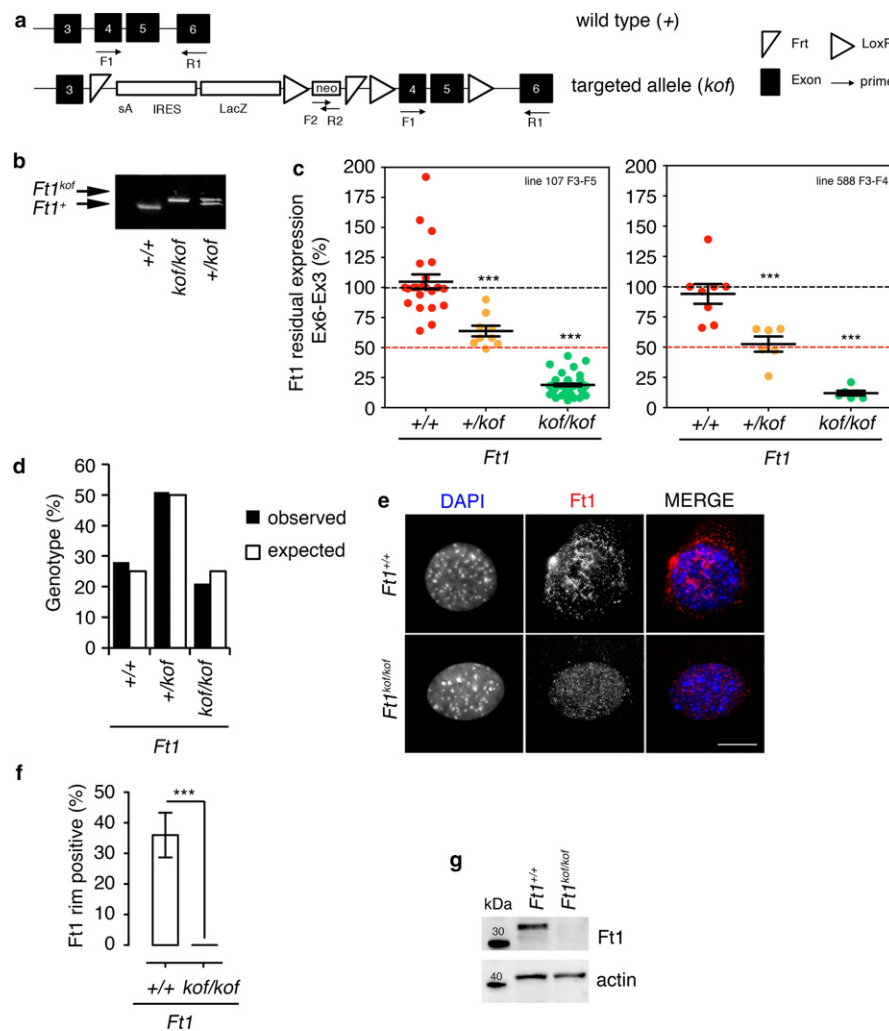 a
3 4 5 6
F1 R1
wild type (+)
Frt LoxP
3 neo 4 5 6
targeted allele (kof)
Exon
sA IRES LacZ F2 R2 F1 R1
b
Ft1kof
Ft1+
+/+ kof/kof +/kof
c
Ft1 residual expression
Ex6-Ex3 (%)
200
175
150
125
100
75
50
25
0
line 107 F3-F5
***
***
+/+ +/kof kof/kof
Ft1
200
175
150
125
100
75
50
25
0
line 588 F3-F4
***
***
+/+ +/kof kof/kof
Ft1
d
Genotype (%)
60
50
40
30
20
10
0
observed
expected
+/+ +/kof kof/kof
Ft1
e
DAPI Ft1 MERGE
Ft1+/+
Ft1kof/kof
f
Ft1 rim positive (%)
50
40
30
20
10
0
***
+/+ kof/kof
Ft1
g
kDa Ft1+/+ Ft1kof/kof
30 Ft1
40 actin